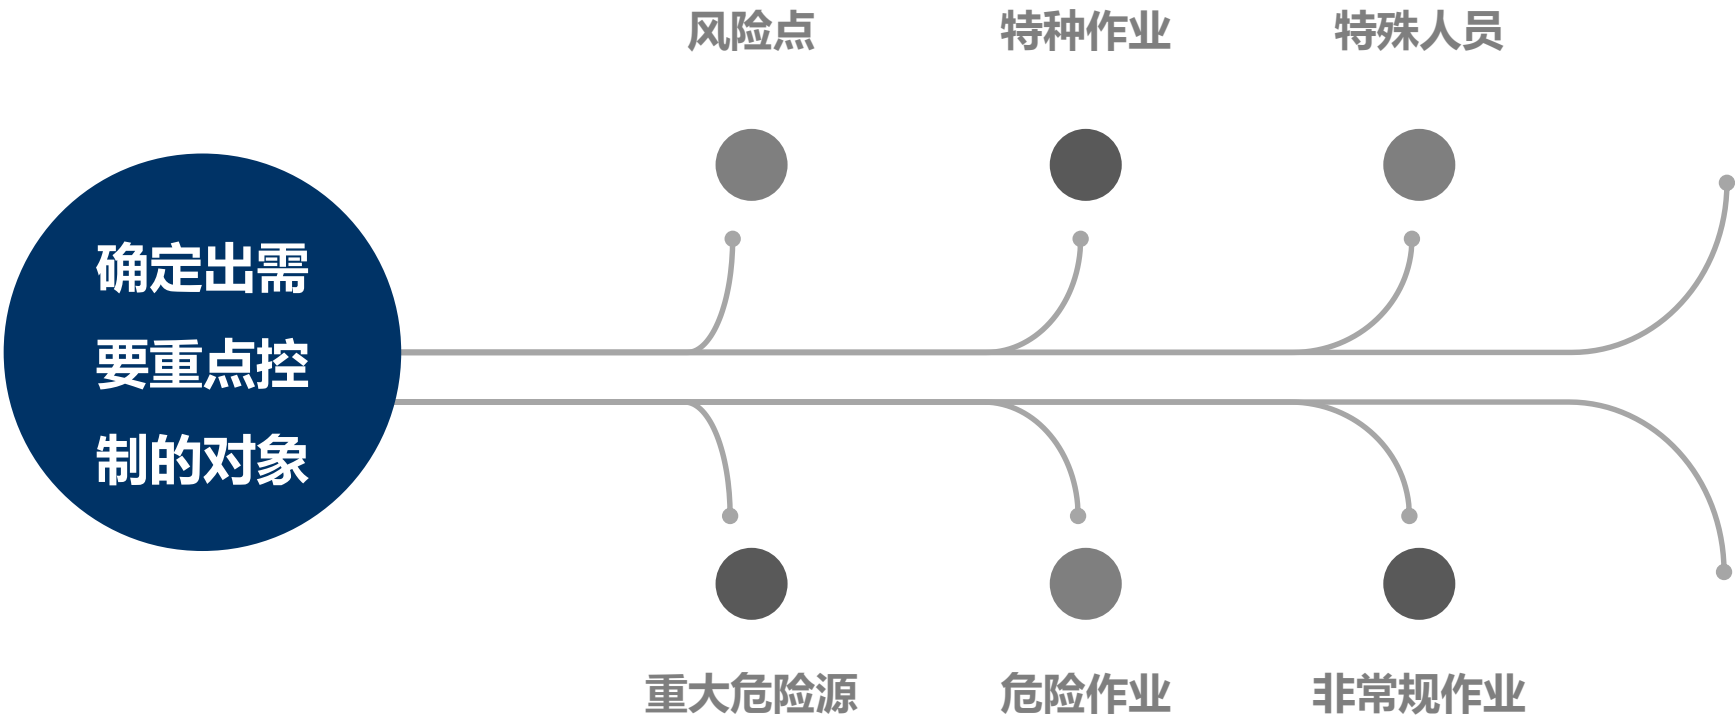 风险点
特种作业
特殊人员
确定出需
要重点控
制的对象
重大危险源
危险作业
非常规作业